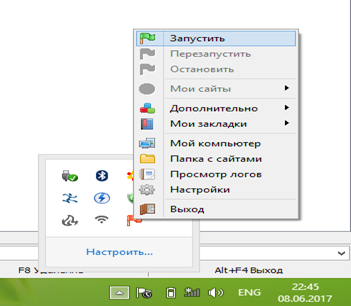 Запустить
Перезапустить
Остановить
Мои сайты
Дополнительно
Мои закладки
Мой компьютер
Папка с сайтами
Просмотр логов
Настройки
Выход
Настроить...
F8 Удаление
Alt+F4 Выход
ENG
22:45
08.06.2017